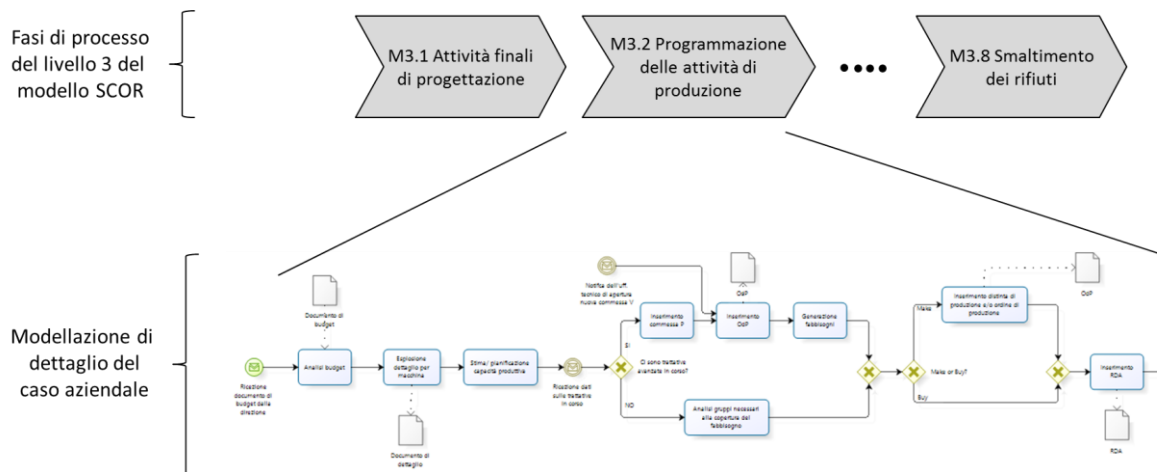 Fasi di processo
del livello 3 del
modello SCOR
M3.1 Attività finali
di progettazione
M3.2 Programmazione
delle attività di
produzione
M3.8 Smaltimento
dei rifiuti
Modellazione di
dettaglio del
caso aziendale
Ricezione
documento di
budget della
direzione
Documento di
budget
Analisi budget
Esplosione
dettaglio per
macchina
Documento di
dettaglio
Stima/ pianificazione
capacità produttiva
Ricezione dati
sulle trattative
in corso
Ci sono trattative
avanzate in corso?
SI
NO
Notifica dell'uff.
tecnico di apertura
nuova commessa V
Inserimento
commessa P
OdP
Inserimento
OdP
Generazione
fabbisogni
Analisi gruppi necessari
alla copertura del
fabbisogno
Make or Buy?
Make
Buy
Inserimento distinta di
produzione e/o ordine di
produzione
OdP
Inserimento
RDA
RDA